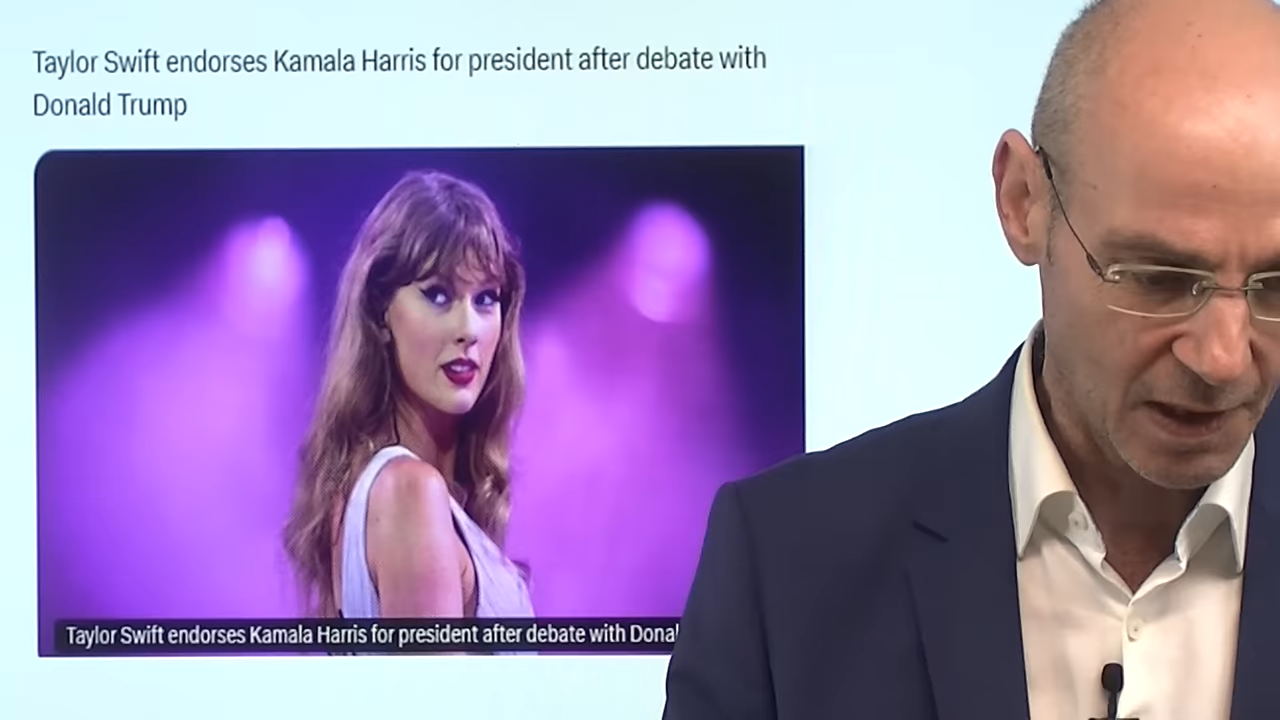 Taylor Swift endorses Kamala Harris for president after debate with
Donald Trump
Taylor Swift endorses Kamala Harris for president after debate with Donal